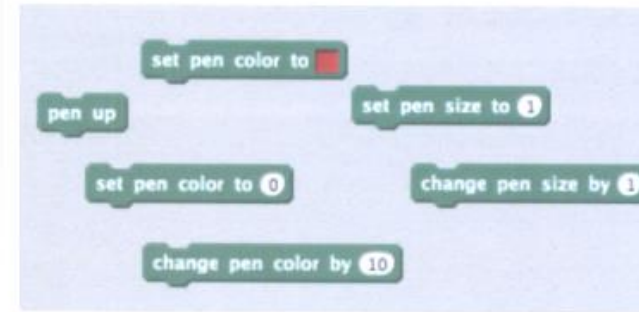 set pen color to
pen up
set pen size to 1
set pen color to 0
change pen size by 1
change pen color by 10